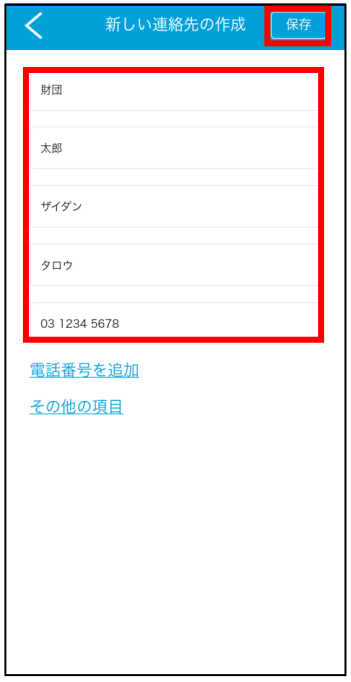 新しい連絡先の作成 保存
財団
太郎
ザイダン
タロウ
03 1234 5678
電話番号を追加
その他の項目